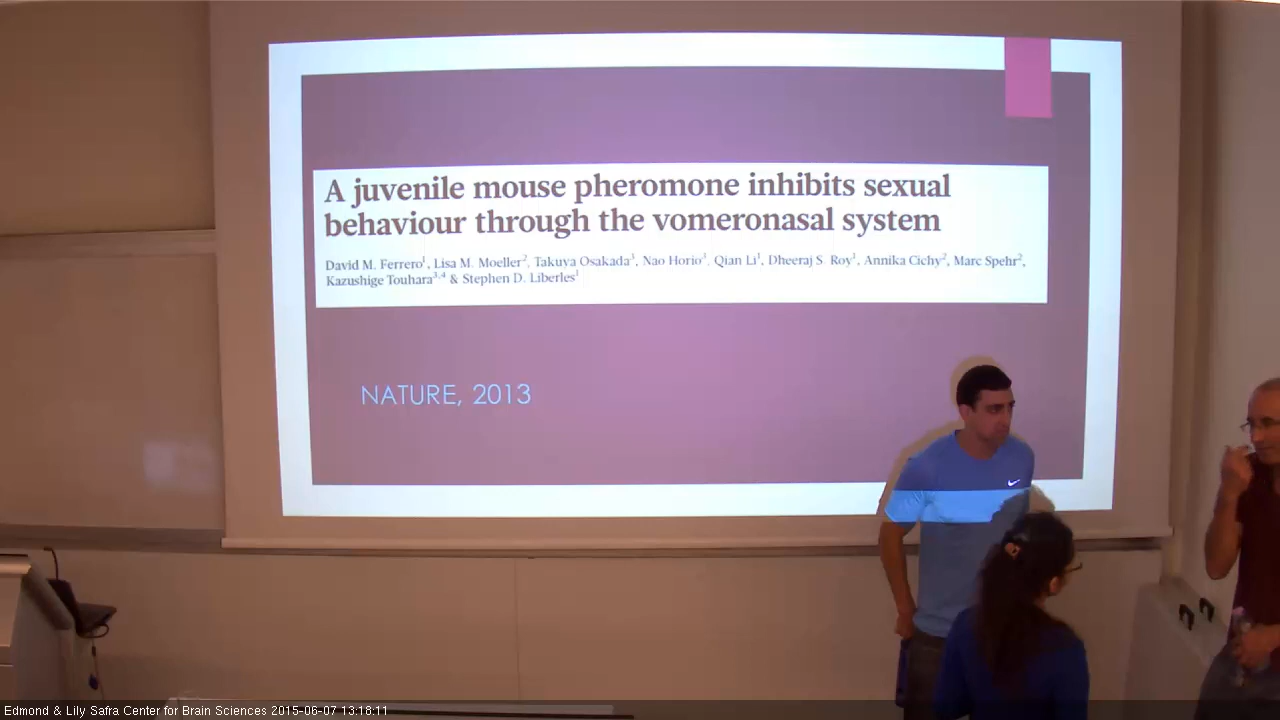 A juvenile mouse pheromone inhibits sexual
behaviour through the vomeronasal system
David M. Ferrero¹, Lisa M. Moeller², Takuya Osakada³, Nao Horio³, Qian Li¹, Dheeraj S. Roy¹, Annika Cichy², Marc Spehr²,
Kazushige Touhara³,⁴ & Stephen D. Liberles¹
NATURE, 2013
Edmond & Lily Safra Center for Brain Sciences 2015-06-07 13:18:11